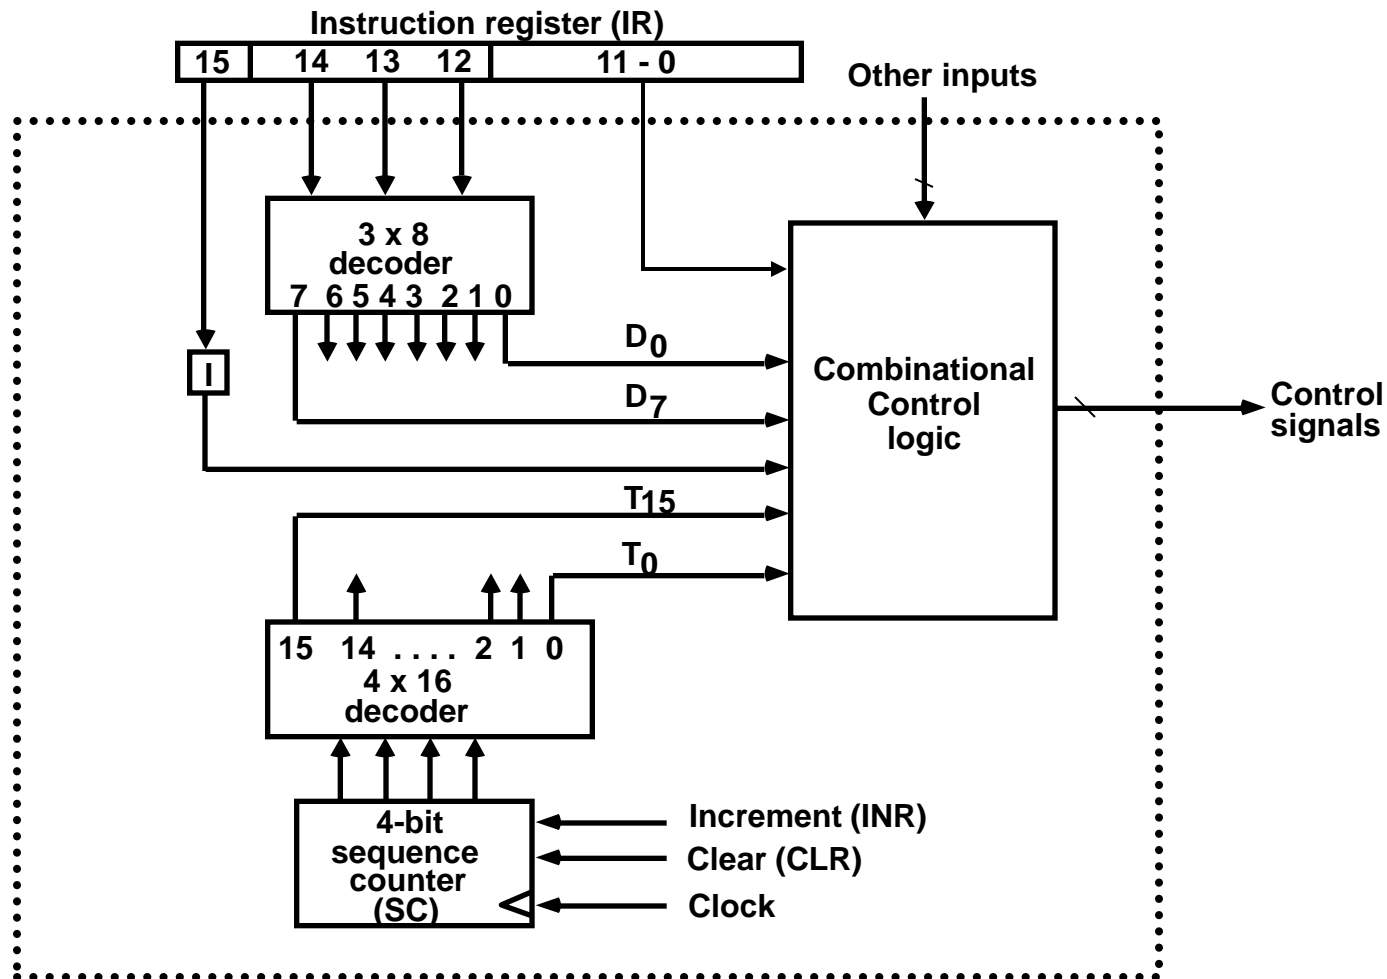 Instruction register (IR)
15 14 13 12 11 - 0
Other inputs
3 x 8
decoder
7 6 5 4 3 2 1 0
D0
I
Combinational
Control
logic
D7
Control
signals
T15
T0
15 14 . . . . 2 1 0
4 x 16
decoder
4-bit
sequence
counter
(SC)
Increment (INR)
Clear (CLR)
Clock